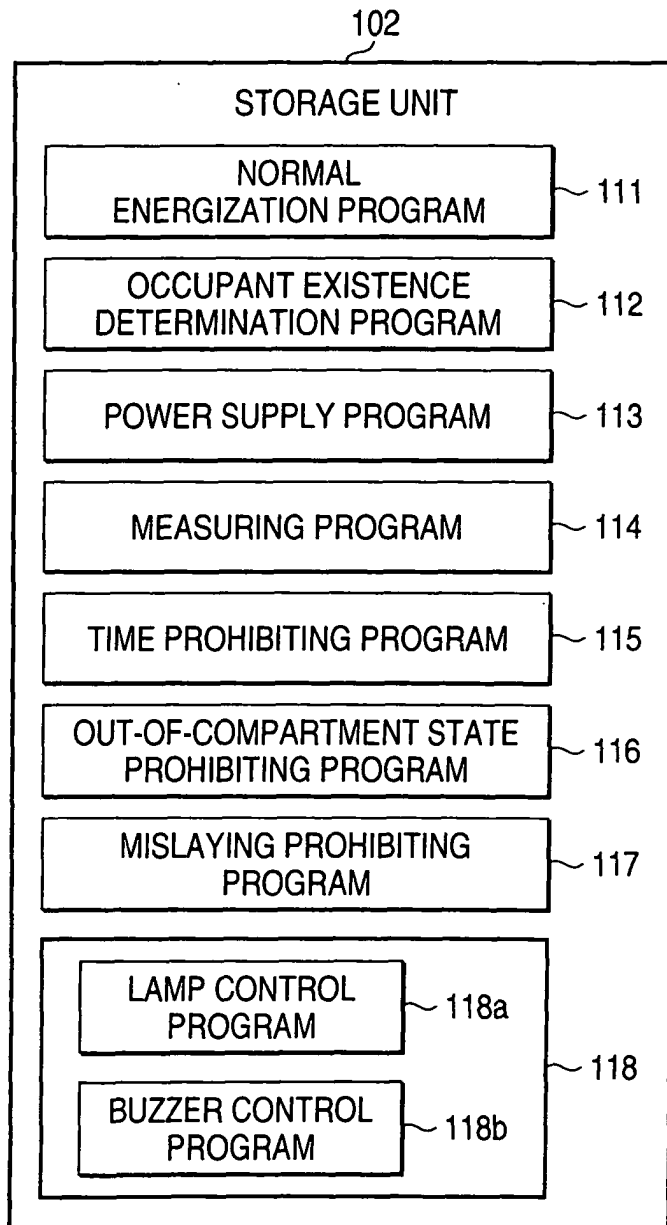 102
STORAGE UNIT
NORMAL
ENERGIZATION PROGRAM
111
OCCUPANT EXISTENCE
DETERMINATION PROGRAM
112
POWER SUPPLY PROGRAM
113
MEASURING PROGRAM
114
TIME PROHIBITING PROGRAM
115
OUT-OF-COMPARTMENT STATE
PROHIBITING PROGRAM
116
MISLAYING PROHIBITING
PROGRAM
117
LAMP CONTROL
PROGRAM
118a
118
BUZZER CONTROL
PROGRAM
118b